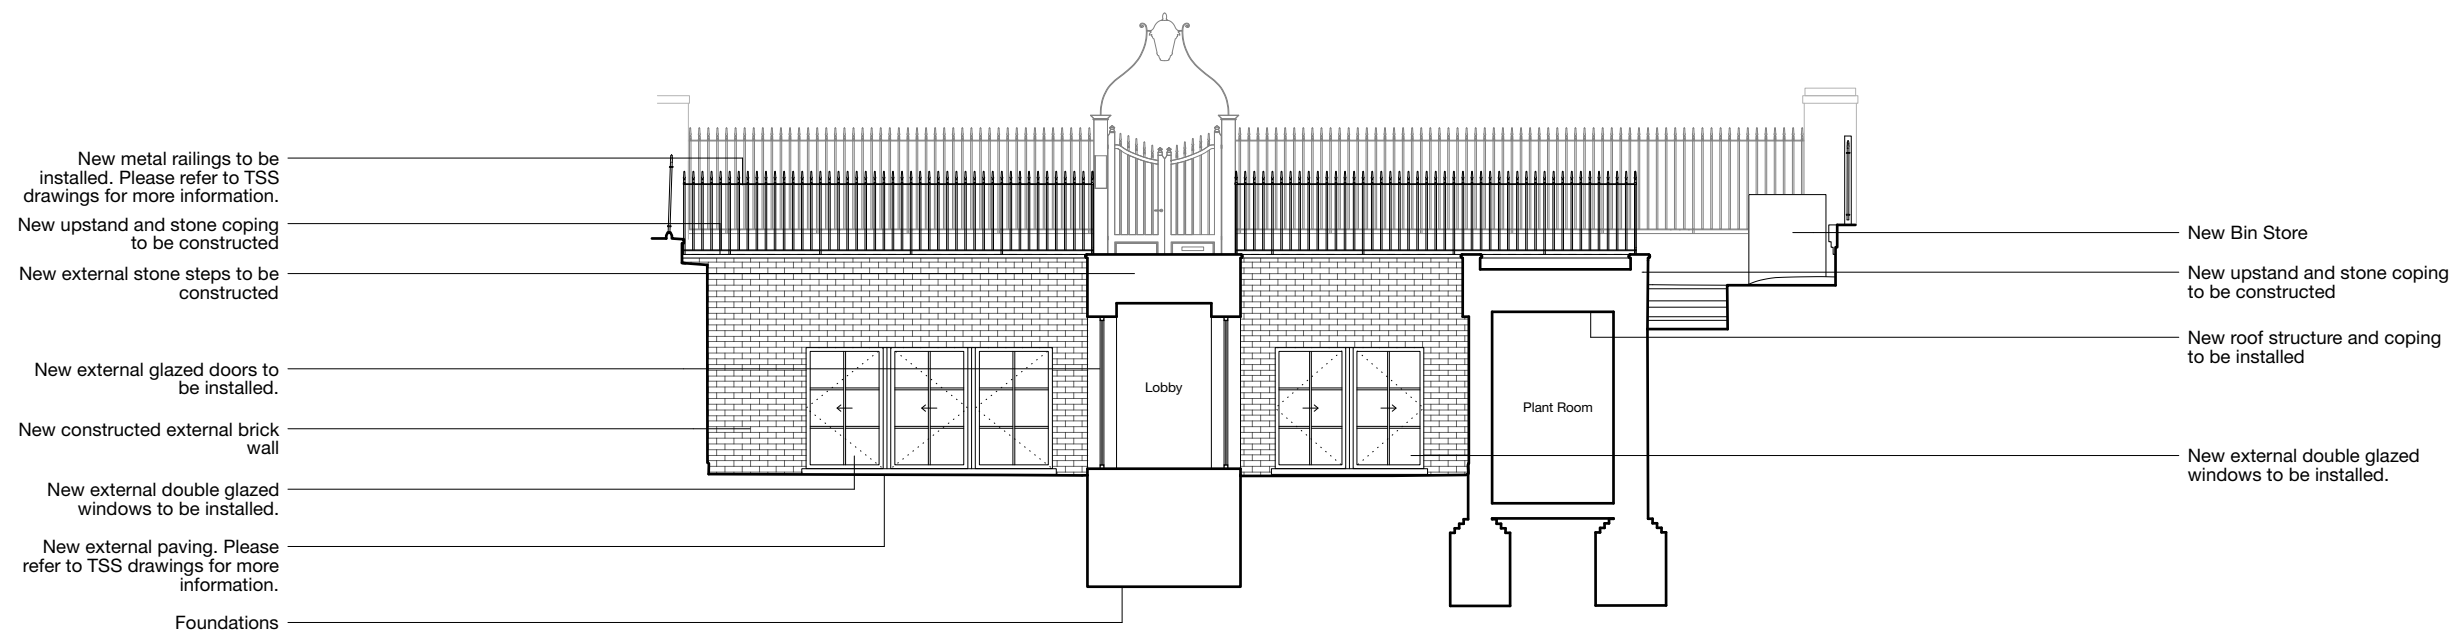 New metal railings to be
installed. Please refer to TSS
drawings for more information.
New upstand and stone coping
to be constructed
New external stone steps to be
constructed
New external glazed doors to
be installed.
New constructed external brick
wall
New external double glazed
windows to be installed.
New external paving. Please
refer to TSS drawings for more
information.
Foundations
Lobby
Plant Room
New Bin Store
New upstand and stone coping
to be constructed
New roof structure and coping
to be installed
New external double glazed
windows to be installed.